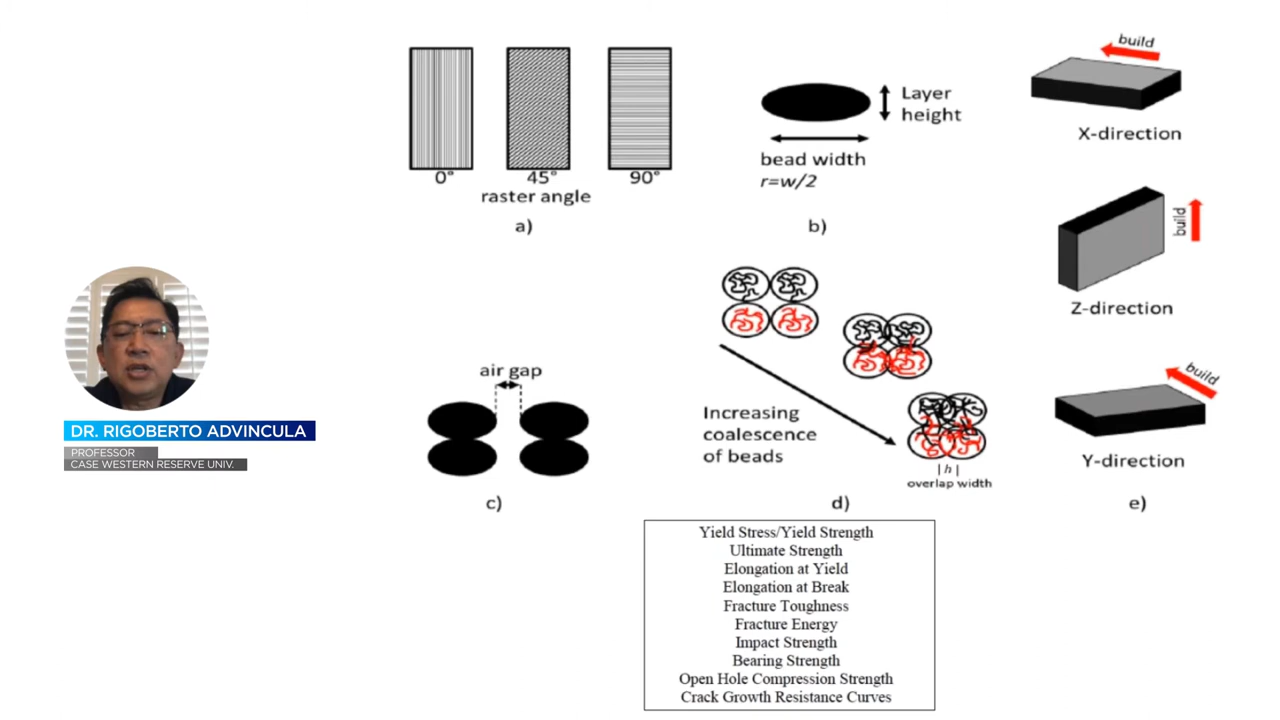 0°
45°
90°
raster angle
a)
Layer
height
bead width
r=w/2
b)
build
X-direction
build
Z-direction
build
Y-direction
e)
air gap
c)
Increasing
coalescence
of beads
| h |
overlap width
d)
DR. RIGOBERTO ADVINCULA
PROFESSOR
CASE WESTERN RESERVE UNIV.
Yield Stress/Yield Strength
Ultimate Strength
Elongation at Yield
Elongation at Break
Fracture Toughness
Fracture Energy
Impact Strength
Bearing Strength
Open Hole Compression Strength
Crack Growth Resistance Curves